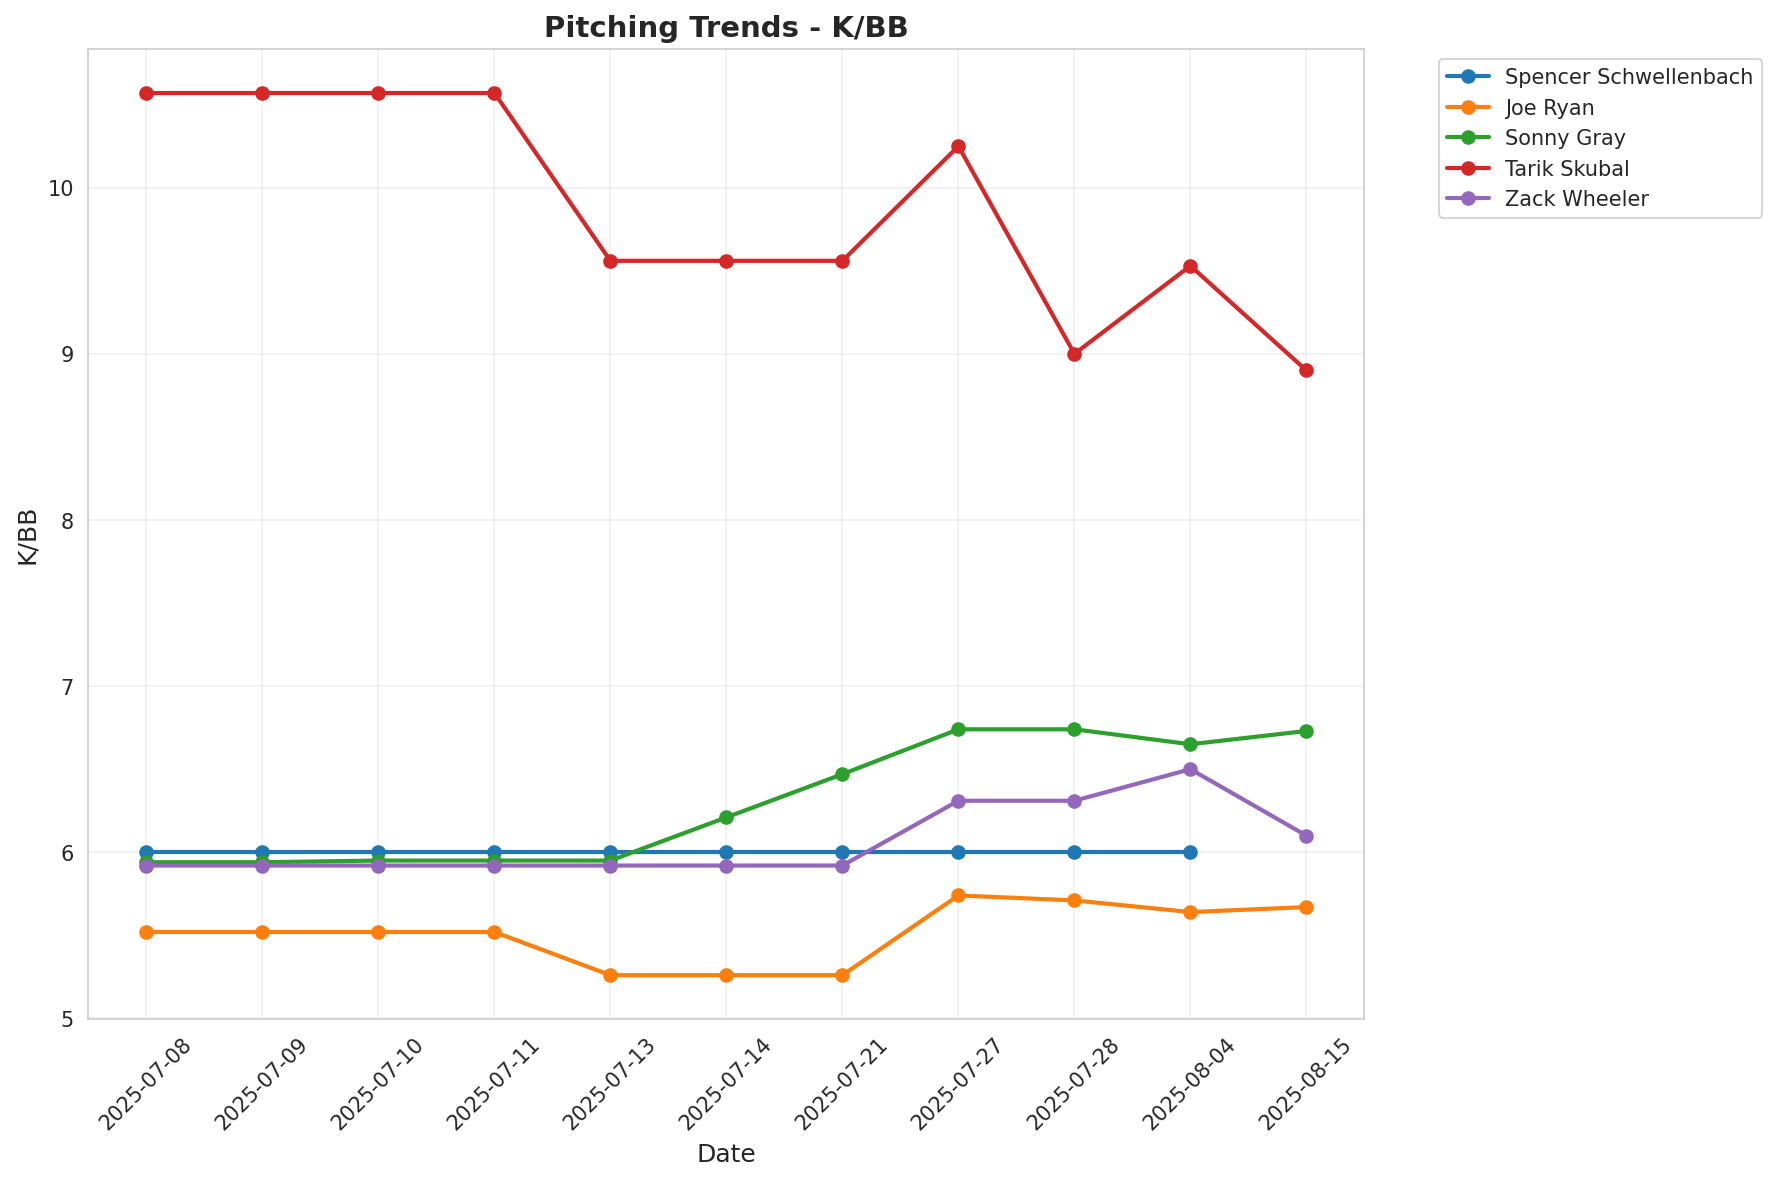 Pitching Trends - K/BB
Spencer Schwellenbach
Joe Ryan
Sonny Gray
Tarik Skubal
Zack Wheeler
K/BB
10
9
8
7
6
5
2025-07-08
2025-07-09
2025-07-10
2025-07-11
2025-07-13
2025-07-14
2025-07-21
2025-07-27
2025-07-28
2025-08-04
2025-08-15
Date